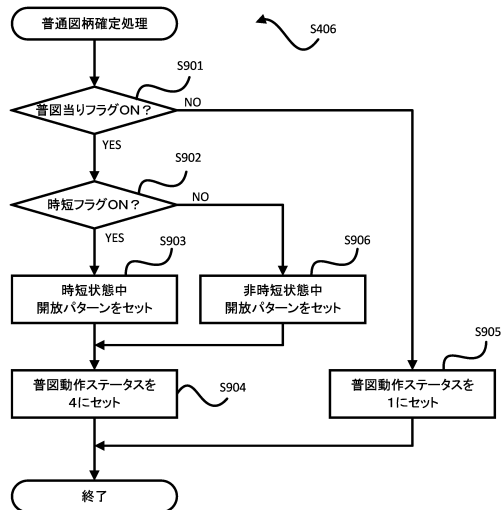 普通図柄確定処理
S406
S901
普図当りフラグON？
NO
YES
S902
時短フラグON？
NO
YES
S903
時短状態中
開放パターンをセット
S906
非時短状態中
開放パターンをセット
S904
普図動作ステータスを
4にセット
S905
普図動作ステータスを
1にセット
終了